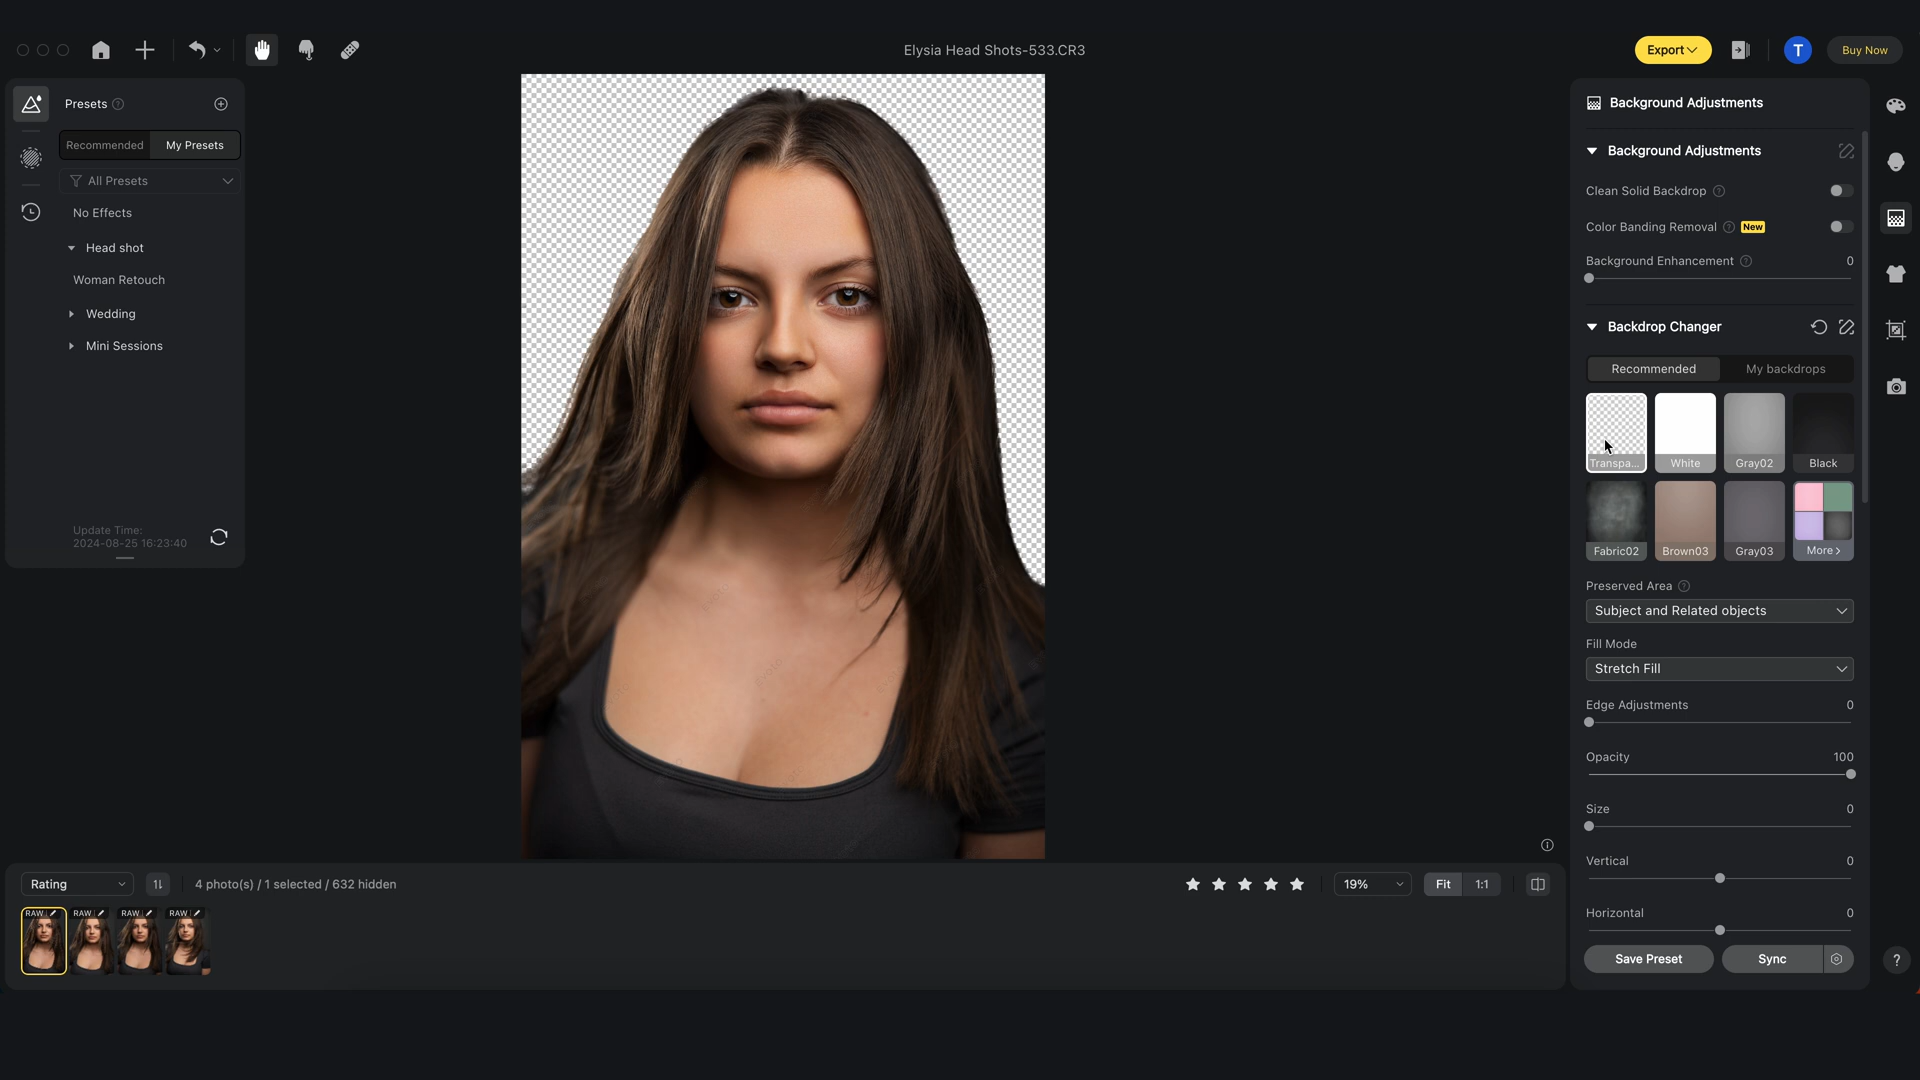 Elysia Head Shots-533.CR3
Export
T
Buy Now
Presets
Recommended
My Presets
All Presets
No Effects
Head shot
Woman Retouch
Wedding
Mini Sessions
Update Time:
2024-08-25 16:23:40
Background Adjustments
Background Adjustments
Clean Solid Backdrop
Color Banding Removal New
Background Enhancement 0
Backdrop Changer
Recommended
My backdrops
Transpa...
White
Gray02
Black
Fabric02
Brown03
Gray03
More >
Preserved Area
Subject and Related objects
Fill Mode
Stretch Fill
Edge Adjustments 0
Opacity 100
Size 0
Vertical 0
Horizontal 0
Save Preset
Sync
?
Rating
4 photo(s) / 1 selected / 632 hidden
19%
Fit
1:1
RAW
RAW
RAW
RAW